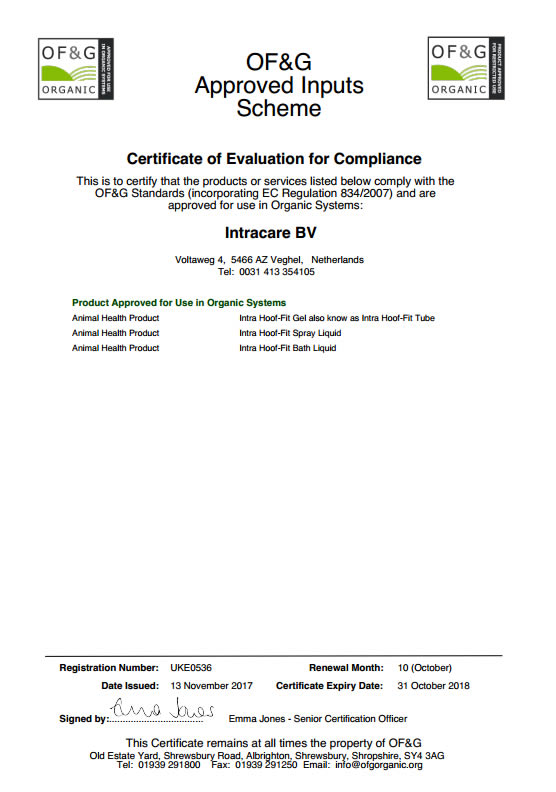 OF&G
ORGANIC
APPROVED FOR USE
IN ORGANIC SYSTEMS
OF&G
Approved Inputs
Scheme
OF&G
ORGANIC
PRODUCT APPROVED
FOR RESTRICTED USE
Certificate of Evaluation for Compliance
This is to certify that the products or services listed below comply with the
OF&G Standards (incorporating EC Regulation 834/2007) and are
approved for use in Organic Systems:
Intracare BV
Voltaweg 4, 5466 AZ Veghel, Netherlands
Tel: 0031 413 354105
Product Approved for Use in Organic Systems
Animal Health Product Intra Hoof-Fit Gel also know as Intra Hoof-Fit Tube
Animal Health Product Intra Hoof-Fit Spray Liquid
Animal Health Product Intra Hoof-Fit Bath Liquid
Registration Number: UKE0536 Renewal Month: 10 (October)
Date Issued: 13 November 2017 Certificate Expiry Date: 31 October 2018
Signed by: Emma Jones Emma Jones - Senior Certification Officer
This Certificate remains at all times the property of OF&G
Old Estate Yard, Shrewsbury Road, Albrighton, Shrewsbury, Shropshire, SY4 3AG
Tel: 01939 291800 Fax: 01939 291250 Email: info@ofgorganic.org